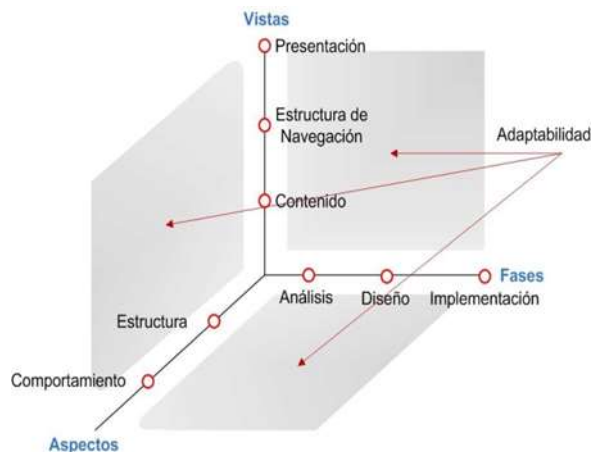 Vistas
Presentación
Estructura de
Navegación
Adaptabilidad
Contenido
Fases
Análisis
Diseño
Implementación
Estructura
Comportamiento
Aspectos